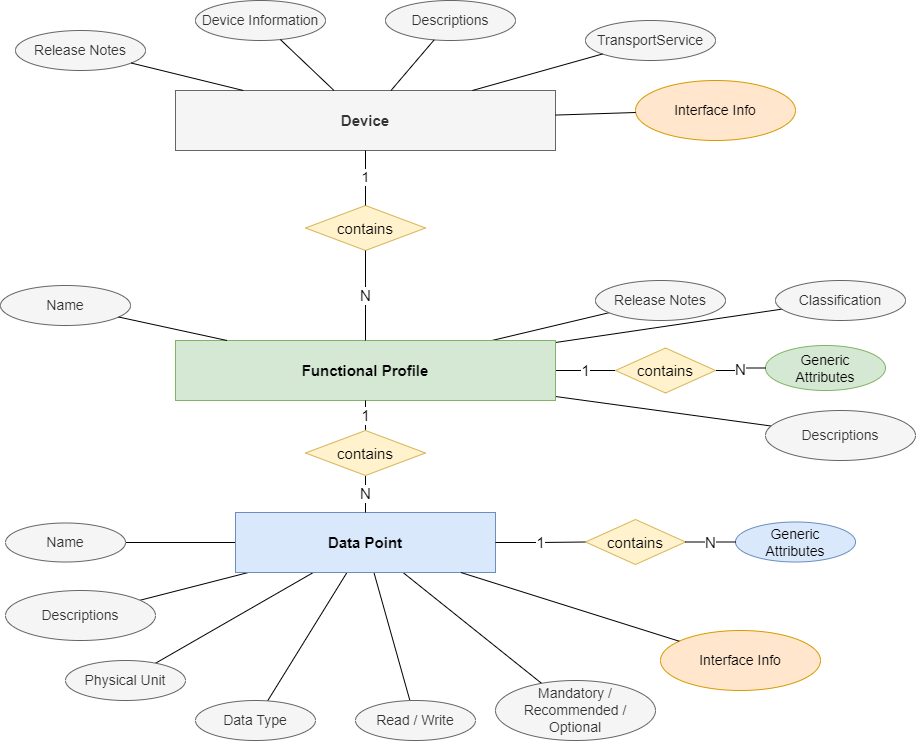 Device Information
Descriptions
Release Notes
TransportService
Device
Interface Info
1
contains
N
Name
Release Notes
Classification
Functional Profile
1
contains
N
Generic
Attributes
1
Descriptions
contains
N
Name
Data Point
1
contains
N
Generic
Attributes
Descriptions
Physical Unit
Interface Info
Data Type
Read / Write
Mandatory /
Recommended /
Optional